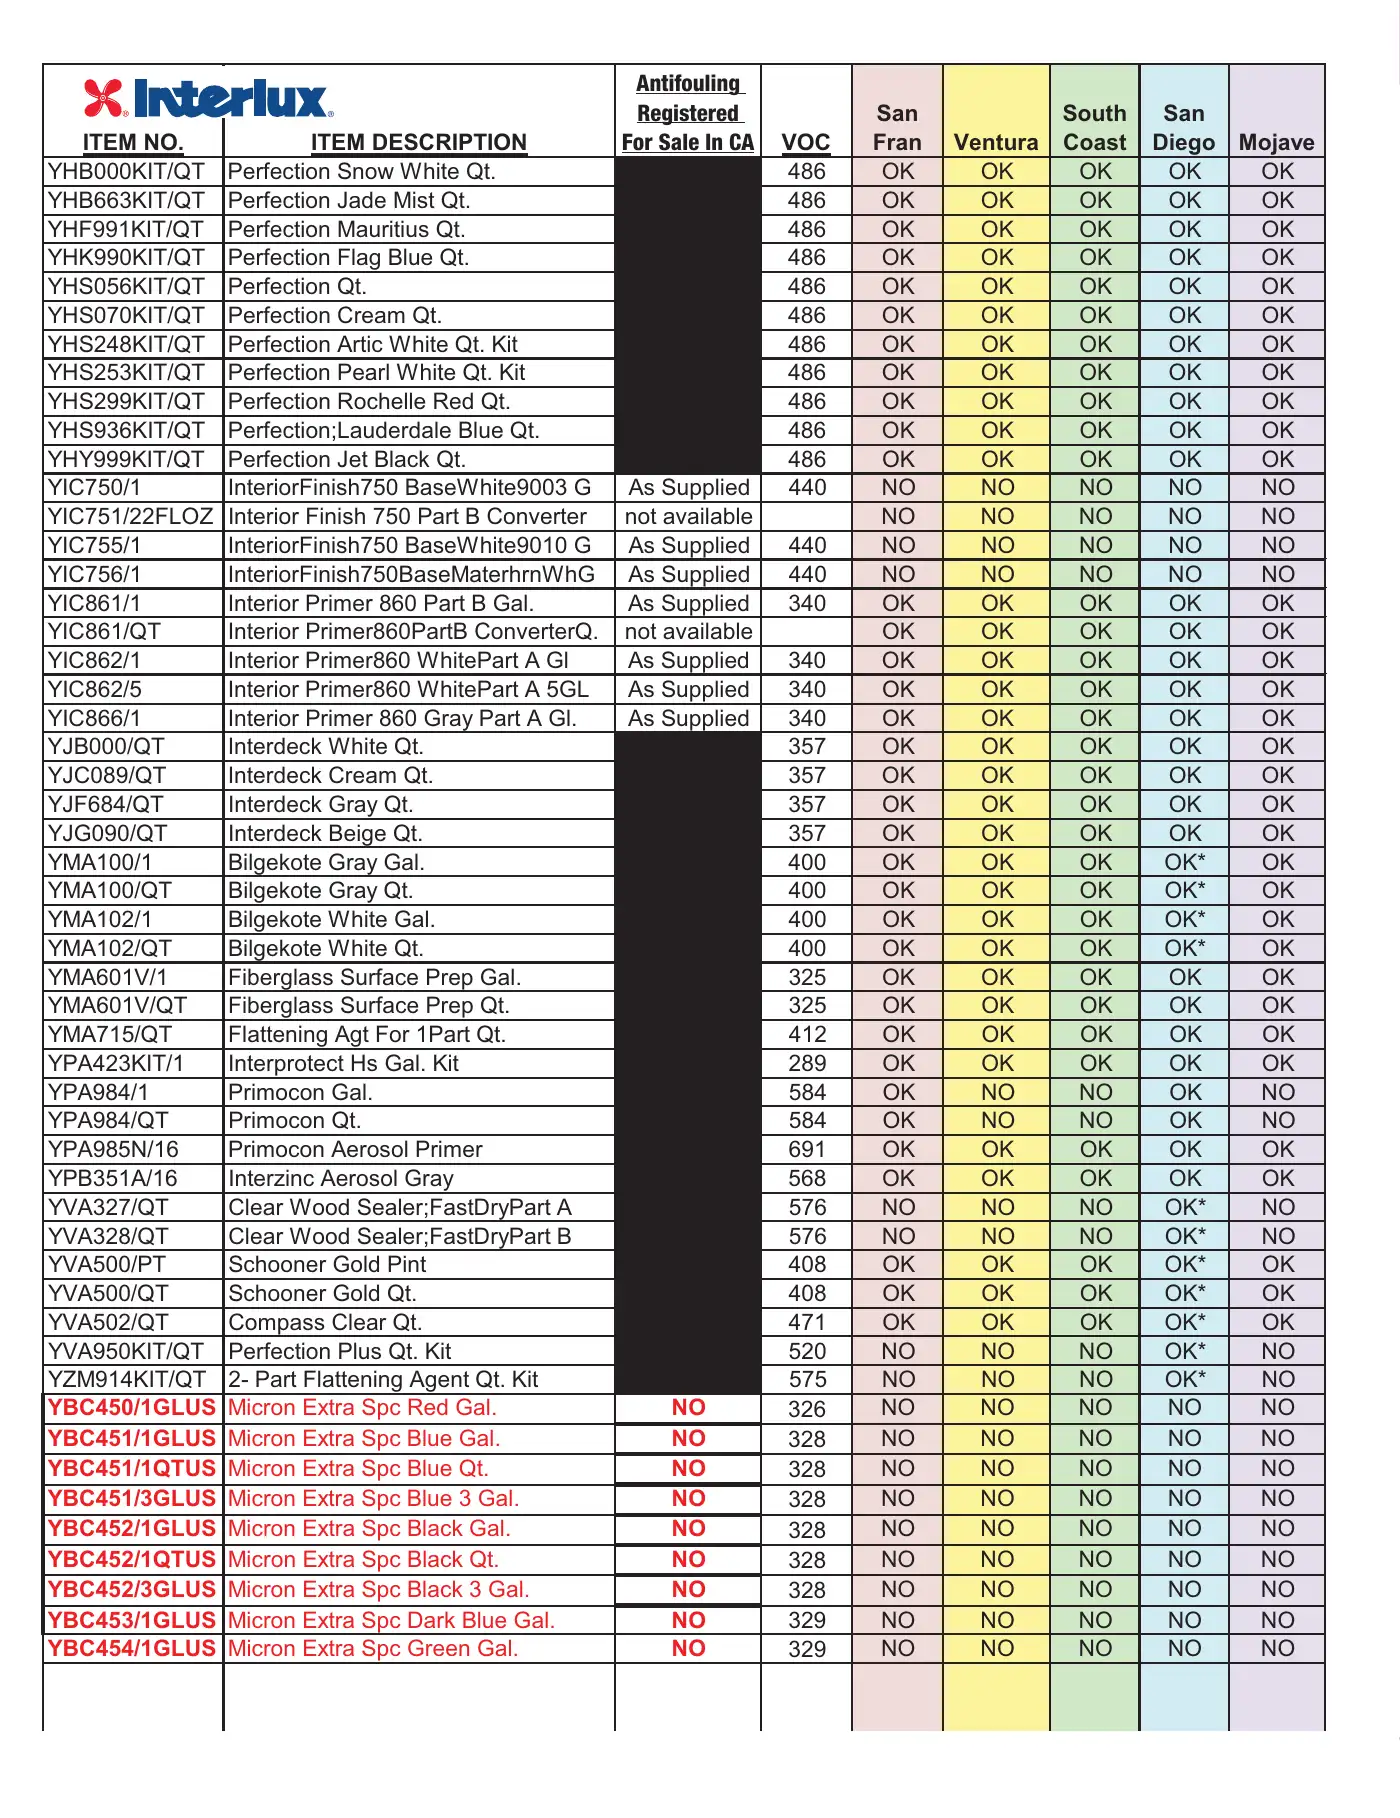 Interlux
ITEM NO. ITEM DESCRIPTION Antifouling Registered For Sale In CA VOC San Fran Ventura South Coast San Diego Mojave
YHB000KIT/QT Perfection Snow White Qt. 486 OK OK OK OK OK
YHB663KIT/QT Perfection Jade Mist Qt. 486 OK OK OK OK OK
YHF991KIT/QT Perfection Mauritius Qt. 486 OK OK OK OK OK
YHK990KIT/QT Perfection Flag Blue Qt. 486 OK OK OK OK OK
YHS056KIT/QT Perfection Qt. 486 OK OK OK OK OK
YHS070KIT/QT Perfection Cream Qt. 486 OK OK OK OK OK
YHS248KIT/QT Perfection Artic White Qt. Kit 486 OK OK OK OK OK
YHS253KIT/QT Perfection Pearl White Qt. Kit 486 OK OK OK OK OK
YHS299KIT/QT Perfection Rochelle Red Qt. 486 OK OK OK OK OK
YHS936KIT/QT Perfection;Lauderdale Blue Qt. 486 OK OK OK OK OK
YHY999KIT/QT Perfection Jet Black Qt. 486 OK OK OK OK OK
YIC750/1 InteriorFinish750 BaseWhite9003 G As Supplied 440 NO NO NO NO NO
YIC751/22FLOZ Interior Finish 750 Part B Converter not available NO NO NO NO NO
YIC755/1 InteriorFinish750 BaseWhite9010 G As Supplied 440 NO NO NO NO NO
YIC756/1 InteriorFinish750BaseMaterhrnWhG As Supplied 440 NO NO NO NO NO
YIC861/1 Interior Primer 860 Part B Gal. As Supplied 340 OK OK OK OK OK
YIC861/QT Interior Primer860PartB ConverterQ. not available OK OK OK OK OK
YIC862/1 Interior Primer860 WhitePart A Gl As Supplied 340 OK OK OK OK OK
YIC862/5 Interior Primer860 WhitePart A 5GL As Supplied 340 OK OK OK OK OK
YIC866/1 Interior Primer 860 Gray Part A Gl. As Supplied 340 OK OK OK OK OK
YJB000/QT Interdeck White Qt. 357 OK OK OK OK OK
YJC089/QT Interdeck Cream Qt. 357 OK OK OK OK OK
YJF684/QT Interdeck Gray Qt. 357 OK OK OK OK OK
YJG090/QT Interdeck Beige Qt. 357 OK OK OK OK OK
YMA100/1 Bilgekote Gray Gal. 400 OK OK OK OK* OK
YMA100/QT Bilgekote Gray Qt. 400 OK OK OK OK* OK
YMA102/1 Bilgekote White Gal. 400 OK OK OK OK* OK
YMA102/QT Bilgekote White Qt. 400 OK OK OK OK* OK
YMA601V/1 Fiberglass Surface Prep Gal. 325 OK OK OK OK OK
YMA601V/QT Fiberglass Surface Prep Qt. 325 OK OK OK OK OK
YMA715/QT Flattening Agt For 1Part Qt. 412 OK OK OK OK OK
YPA423KIT/1 Interprotect Hs Gal. Kit 289 OK OK OK OK OK
YPA984/1 Primocon Gal. 584 OK NO NO OK NO
YPA984/QT Primocon Qt. 584 OK NO NO OK NO
YPA985N/16 Primocon Aerosol Primer 691 OK OK OK OK OK
YPB351A/16 Interzinc Aerosol Gray 568 OK OK OK OK OK
YVA327/QT Clear Wood Sealer;FastDryPart A 576 NO NO NO OK* NO
YVA328/QT Clear Wood Sealer;FastDryPart B 576 NO NO NO OK* NO
YVA500/PT Schooner Gold Pint 408 OK OK OK OK* OK
YVA500/QT Schooner Gold Qt. 408 OK OK OK OK* OK
YVA502/QT Compass Clear Qt. 471 OK OK OK OK* OK
YVA950KIT/QT Perfection Plus Qt. Kit 520 NO NO NO OK* NO
YZM914KIT/QT 2- Part Flattening Agent Qt. Kit 575 NO NO NO OK* NO
YBC450/1GLUS Micron Extra Spc Red Gal. NO 326 NO NO NO NO NO
YBC451/1GLUS Micron Extra Spc Blue Gal. NO 328 NO NO NO NO NO
YBC451/1QTUS Micron Extra Spc Blue Qt. NO 328 NO NO NO NO NO
YBC451/3GLUS Micron Extra Spc Blue 3 Gal. NO 328 NO NO NO NO NO
YBC452/1GLUS Micron Extra Spc Black Gal. NO 328 NO NO NO NO NO
YBC452/1QTUS Micron Extra Spc Black Qt. NO 328 NO NO NO NO NO
YBC452/3GLUS Micron Extra Spc Black 3 Gal. NO 328 NO NO NO NO NO
YBC453/1GLUS Micron Extra Spc Dark Blue Gal. NO 329 NO NO NO NO NO
YBC454/1GLUS Micron Extra Spc Green Gal. NO 329 NO NO NO NO NO